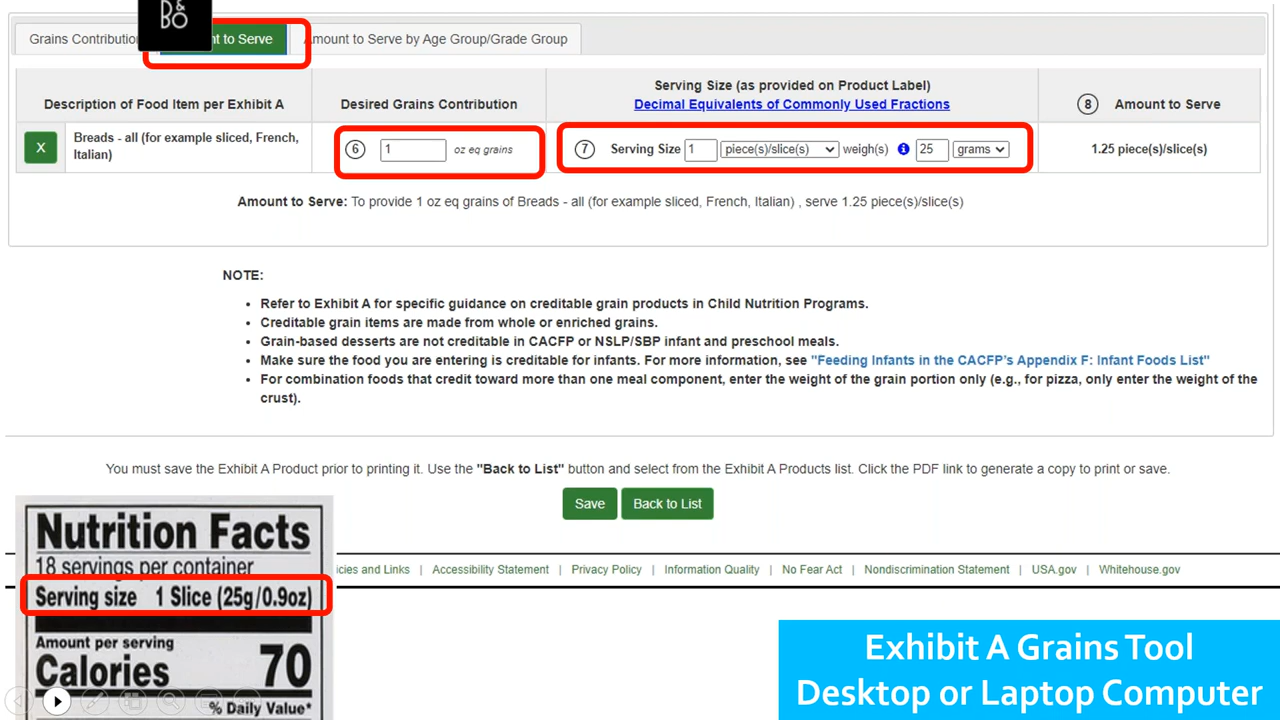 B&
BO
Grains Contribution
nt to Serve
Amount to Serve by Age Group/Grade Group
Description of Food Item per Exhibit A
Desired Grains Contribution
Serving Size (as provided on Product Label)
Decimal Equivalents of Commonly Used Fractions
8 Amount to Serve
X
Breads - all (for example sliced, French,
Italian)
6 1 oz eq grains
7 Serving Size 1 piece(s)/slice(s) weigh(s) i 25 grams
1.25 piece(s)/slice(s)
Amount to Serve: To provide 1 oz eq grains of Breads - all (for example sliced, French, Italian) , serve 1.25 piece(s)/slice(s)
NOTE:
• Refer to Exhibit A for specific guidance on creditable grain products in Child Nutrition Programs.
• Creditable grain items are made from whole or enriched grains.
• Grain-based desserts are not creditable in CACFP or NSLP/SBP infant and preschool meals.
• Make sure the food you are entering is creditable for infants. For more information, see "Feeding Infants in the CACFP's Appendix F: Infant Foods List"
• For combination foods that credit toward more than one meal component, enter the weight of the grain portion only (e.g., for pizza, only enter the weight of the
crust).
You must save the Exhibit A Product prior to printing it. Use the "Back to List" button and select from the Exhibit A Products list. Click the PDF link to generate a copy to print or save.
Save
Back to List
cies and Links | Accessibility Statement | Privacy Policy | Information Quality | No Fear Act | Nondiscrimination Statement | USA.gov | Whitehouse.gov
Nutrition Facts
18 servings per container
Serving size 1 Slice (25g/0.9oz)
Amount per serving
Calories 70
% Daily Value*
Exhibit A Grains Tool
Desktop or Laptop Computer